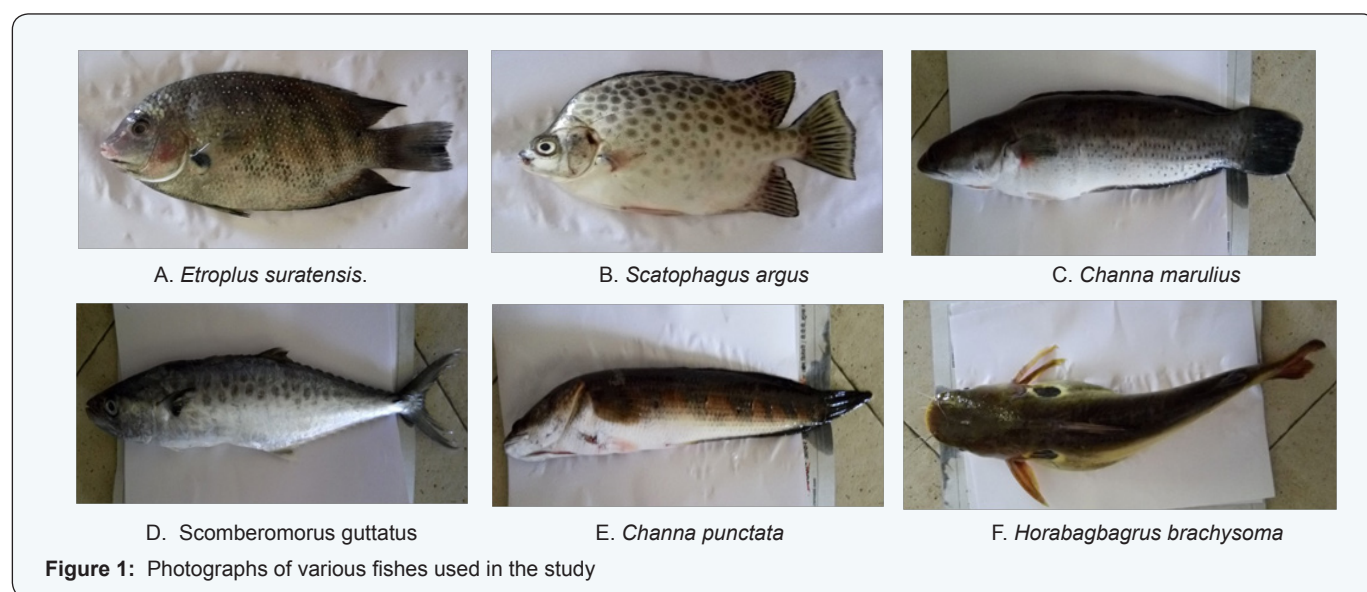 A. Etroplus suratensis.
B. Scatophagus argus
C. Channa marulius
D. Scomberomorus guttatus
E. Channa punctata
F. Horabagbagrus brachysoma
Figure 1: Photographs of various fishes used in the study